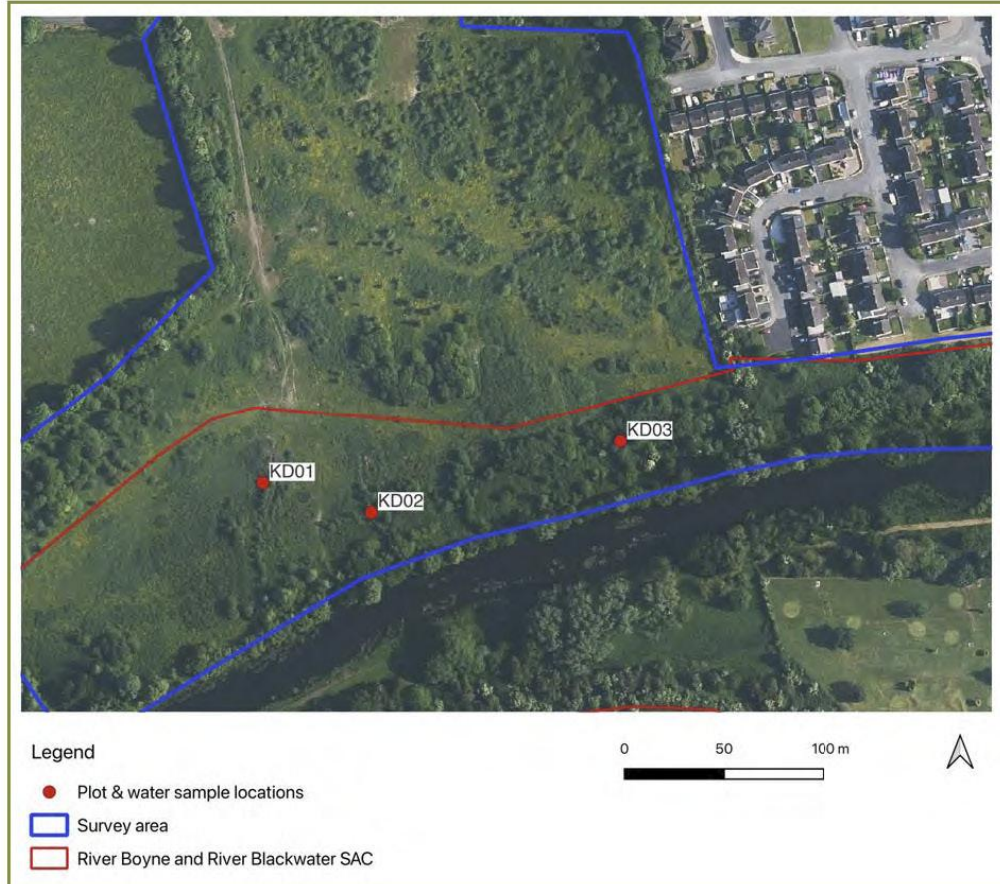 KD03
KD01
KD02
Legend
0 50 100 m
Plot & water sample locations
Survey area
River Boyne and River Blackwater SAC